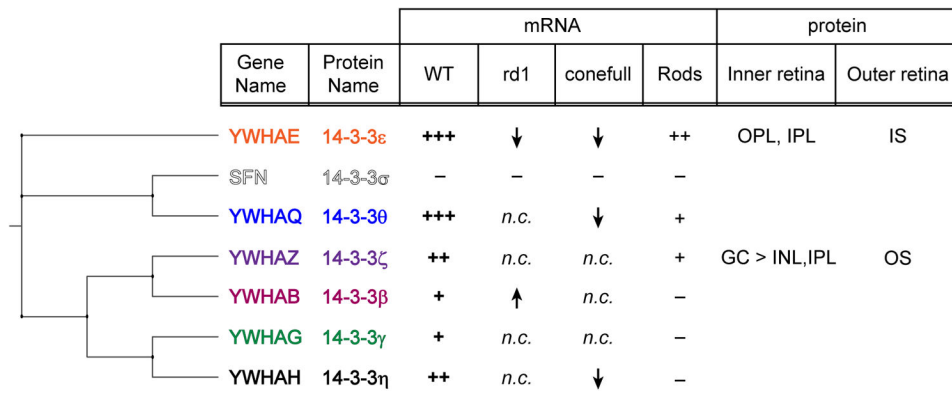 mRNA protein
Gene Name Protein Name WT rd1 conefull Rods Inner retina Outer retina
YWHAE 14-3-3ε +++ ↓ ↓ ++ OPL, IPL IS
SFN 14-3-3σ – – – –
YWHAQ 14-3-3θ +++ n.c. ↓ +
YWHAZ 14-3-3ζ ++ n.c. n.c. + GC > INL,IPL OS
YWHAB 14-3-3β + ↑ n.c. –
YWHAG 14-3-3γ + n.c. n.c. –
YWHAH 14-3-3η ++ n.c. ↓ –